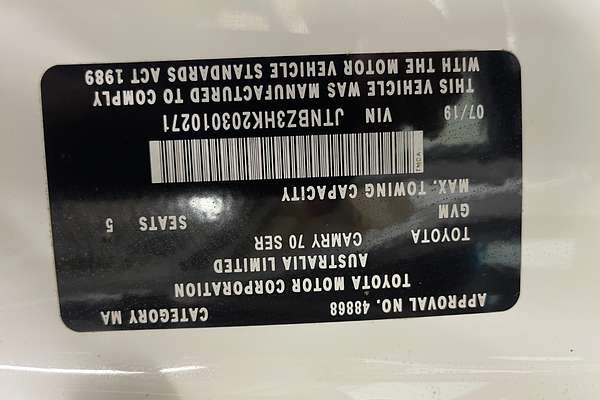 APPROVAL NO. 48868 CATEGORY MA
TOYOTA MOTOR CORPORATION
AUSTRALIA LIMITED
TOYOTA CAMRY 70 SER
GVM SEATS 5
MAX. TOWING CAPACITY
07/19 VIN JTNBZ3HK203010271
THIS VEHICLE WAS MANUFACTURED TO COMPLY
WITH THE MOTOR VEHICLE STANDARDS ACT 1989